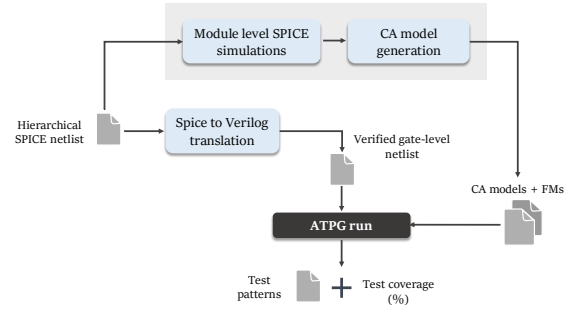 Module level SPICE
simulations
CA model
generation
Hierarchical
SPICE netlist
Spice to Verilog
translation
Verified gate-level
netlist
CA models + FMs
ATPG run
Test
patterns
Test coverage
(%)